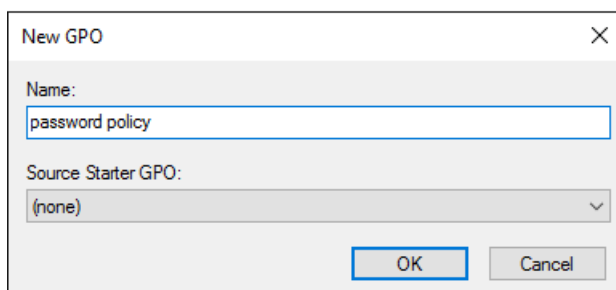 New GPO
Name:
password policy
Source Starter GPO:
(none)
OK Cancel